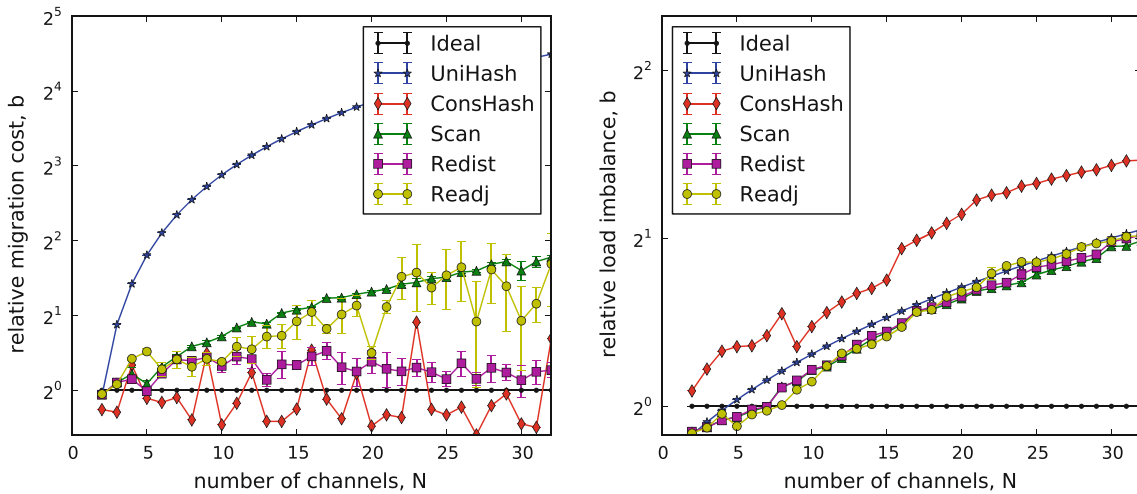 relative migration cost, b
2^5
2^4
2^3
2^2
2^1
2^0
Ideal
UniHash
ConsHash
Scan
Redist
Readj
5
10
15
20
25
30
number of channels, N
relative load imbalance, b
2^2
2^1
2^0
Ideal
UniHash
ConsHash
Scan
Redist
Readj
5
10
15
20
25
30
number of channels, N